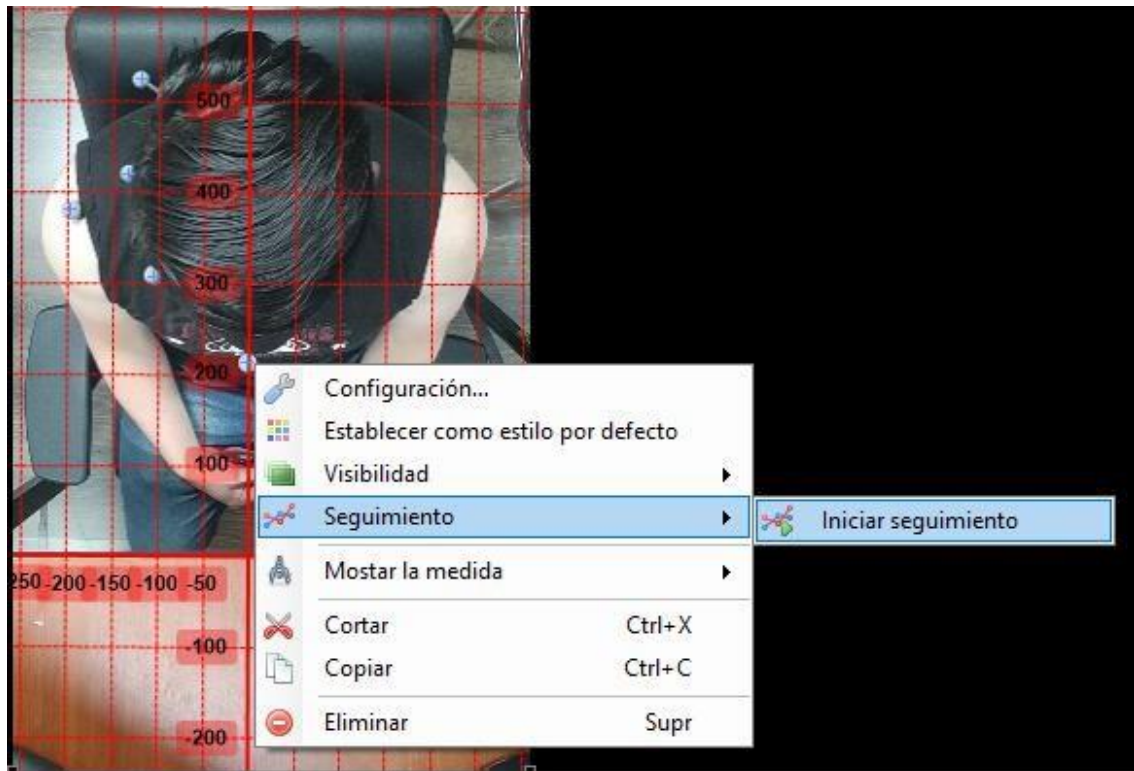 500
400
300
200
100
250 -200 -150 -100 -50
-100
-200
Configuración...
Establecer como estilo por defecto
Visibilidad
Seguimiento
Iniciar seguimiento
Mostar la medida
Cortar Ctrl+X
Copiar Ctrl+C
Eliminar Supr